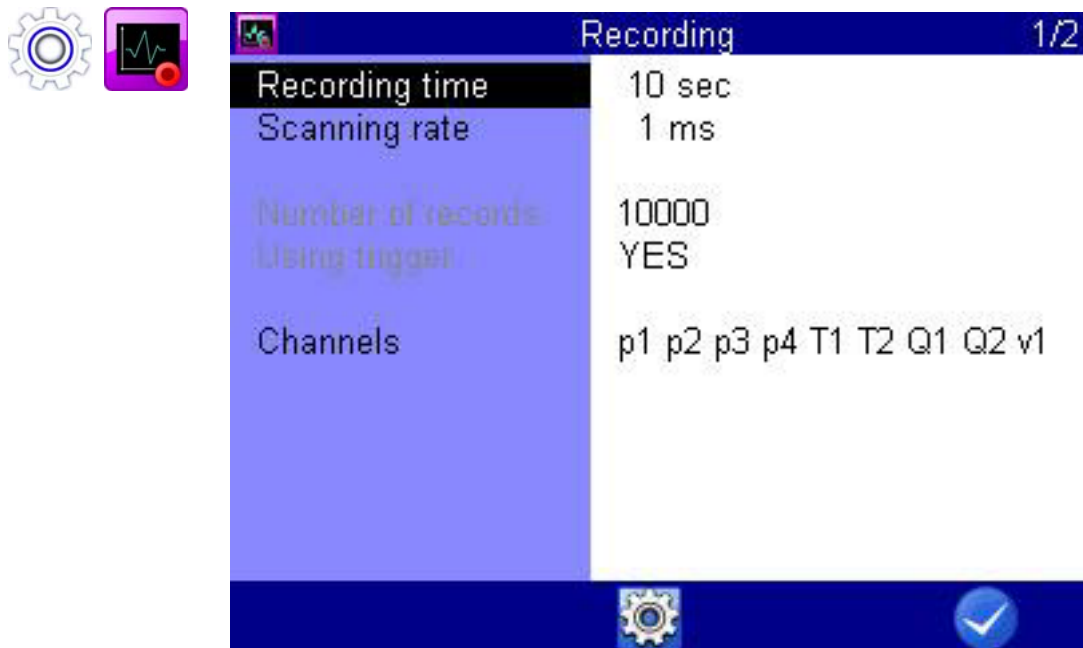 Recording 1/2
Recording time 10 sec
Scanning rate 1 ms
Number of records 10000
Using trigger YES
Channels p1 p2 p3 p4 T1 T2 Q1 Q2 v1